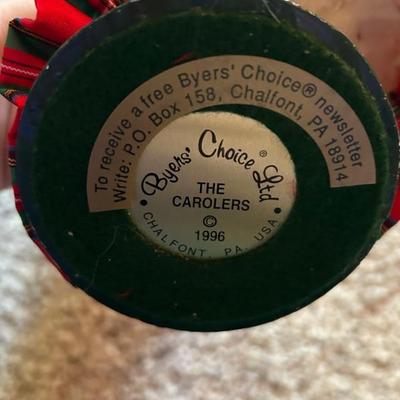 To receive a free Byers' Choice® newsletter
Write: P.O. Box 158, Chalfont, PA 18914
Byers' Choice Ltd®
THE
CAROLERS
©
1996
CHALFONT, PA. USA